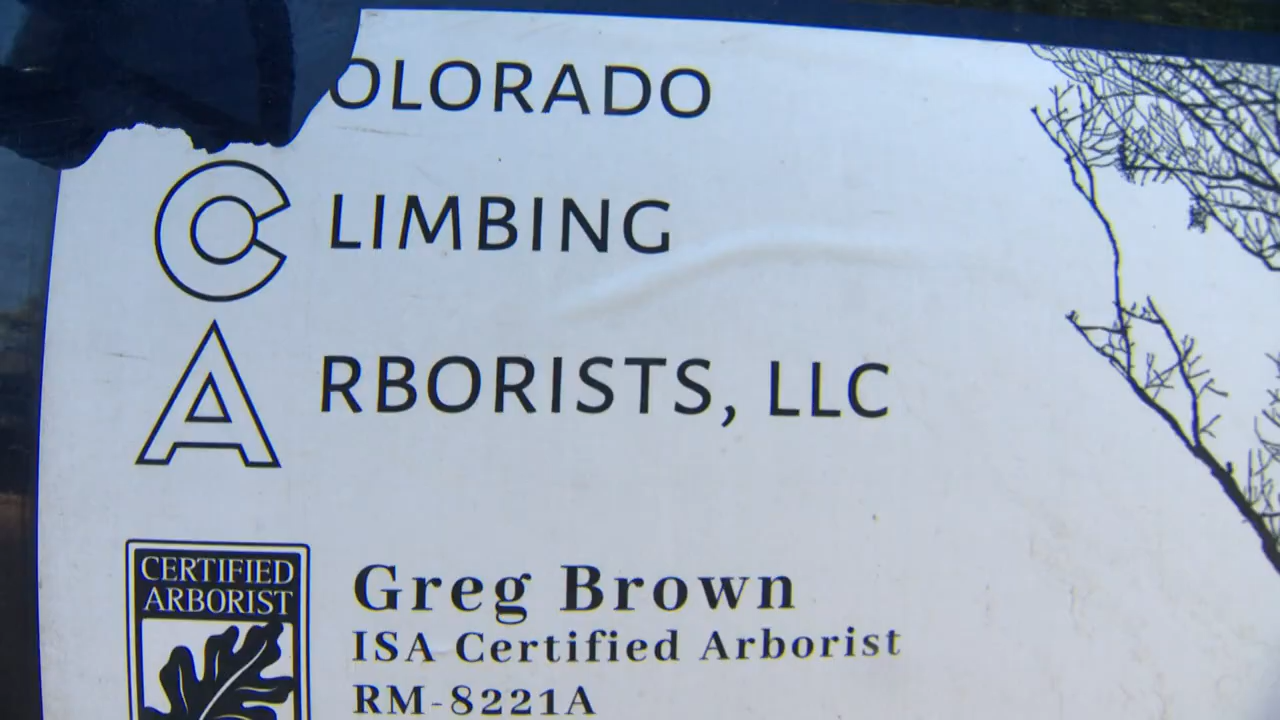 OLORADO
CLIMBING
ARBORISTS, LLC
CERTIFIED
ARBORIST
Greg Brown
ISA Certified Arborist
RM-8221A